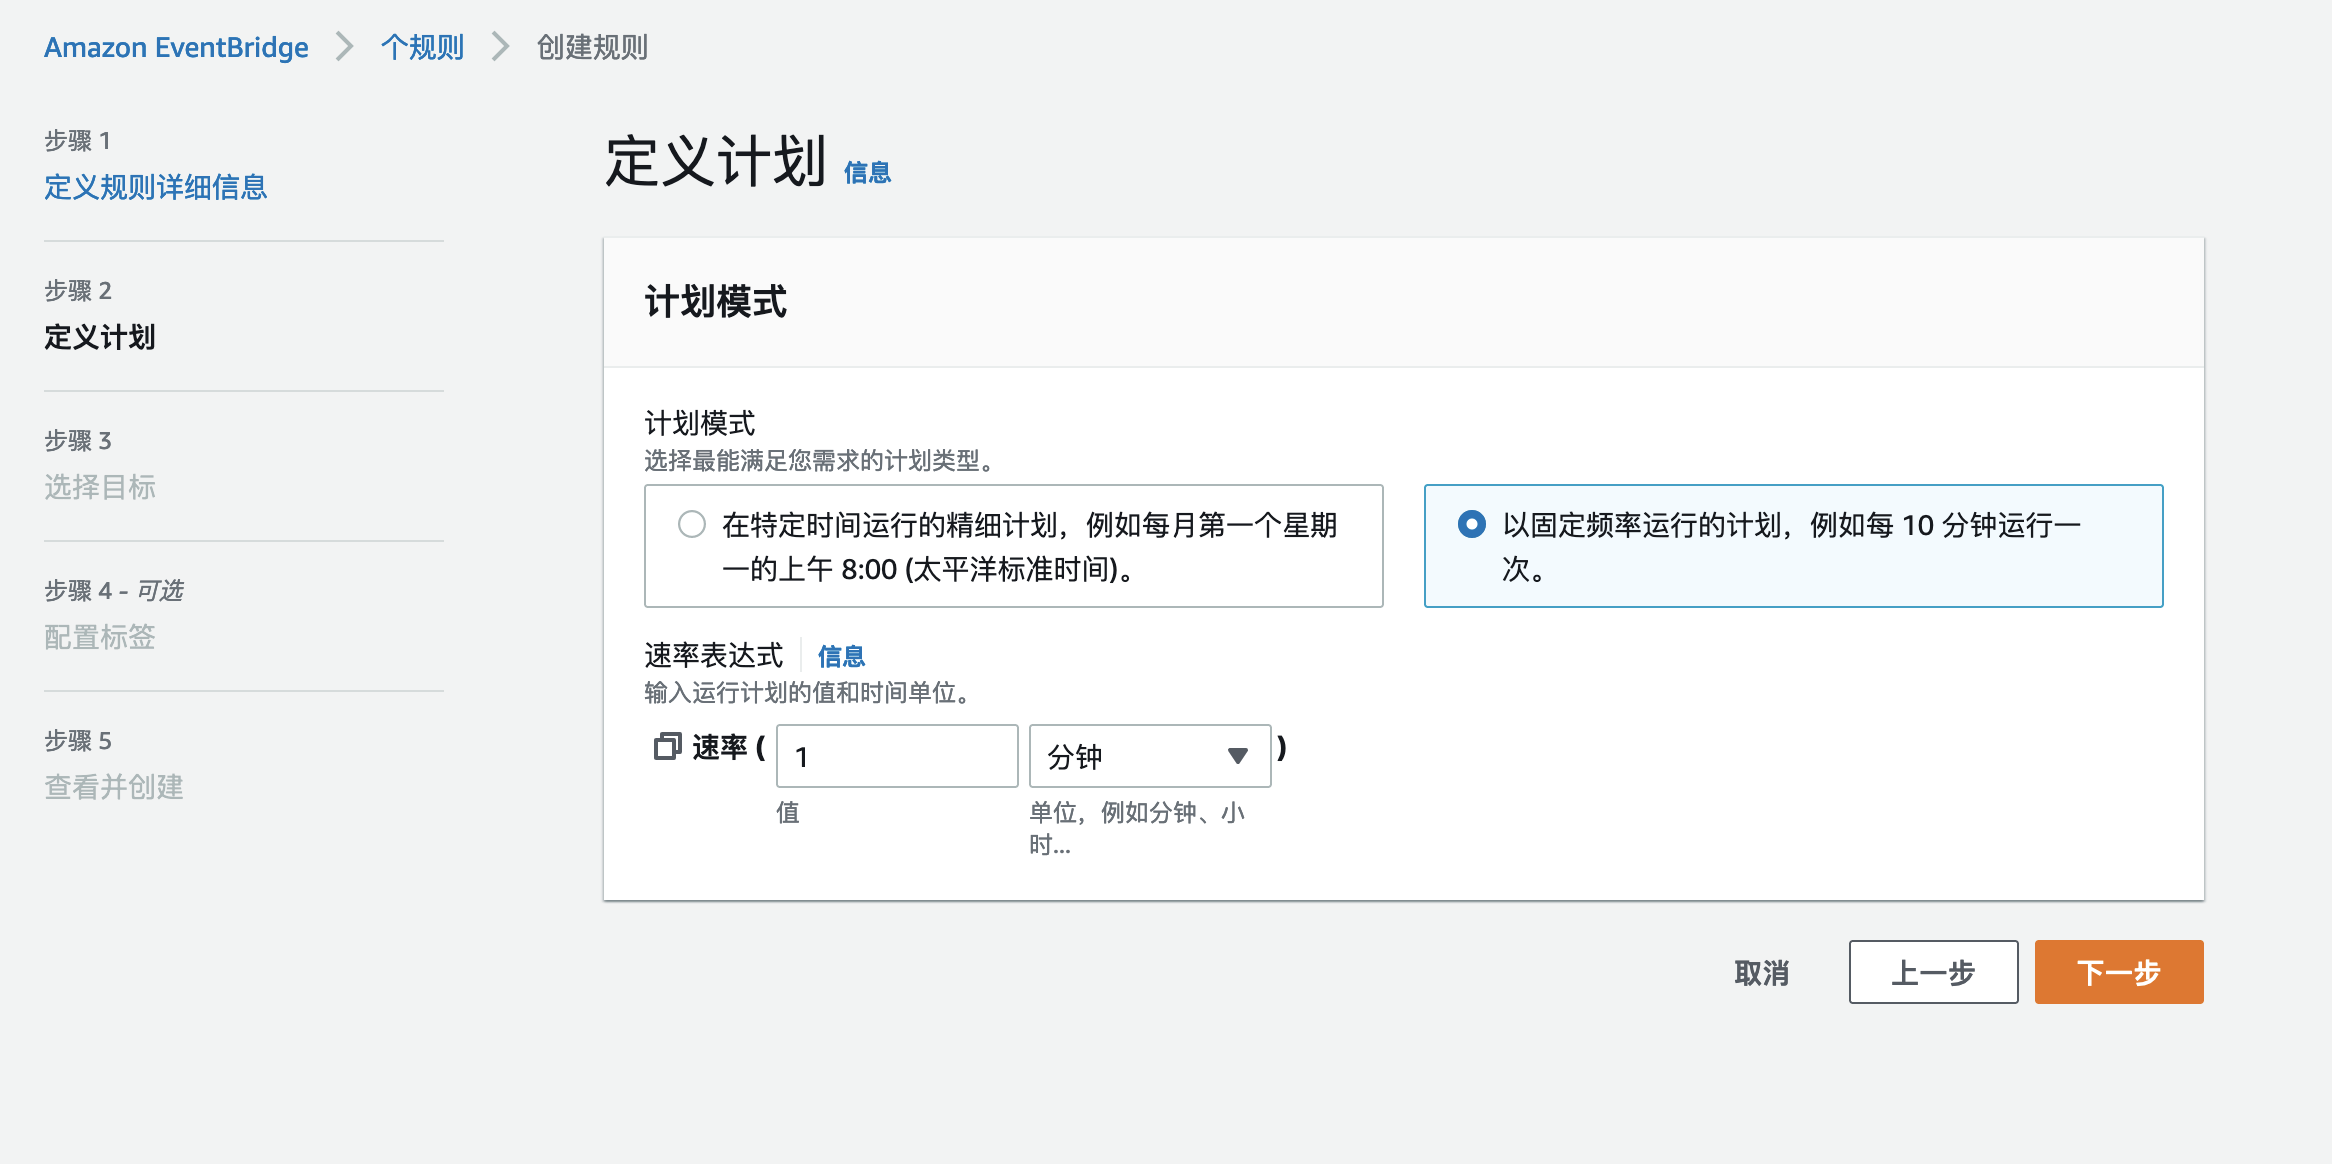 Amazon EventBridge
个规则
创建规则
步骤 1
定义规则详细信息
步骤 2
定义计划
步骤 3
选择目标
步骤 4 - 可选
配置标签
步骤 5
查看并创建
定义计划 信息
计划模式
计划模式
选择最能满足您需求的计划类型。
在特定时间运行的精细计划，例如每月第一个星期
一的上午 8:00 (太平洋标准时间)。
以固定频率运行的计划，例如每 10 分钟运行一
次。
速率表达式 信息
输入运行计划的值和时间单位。
速率 ( 1 分钟 )
值
单位，例如分钟、小
时...
取消
上一步
下一步